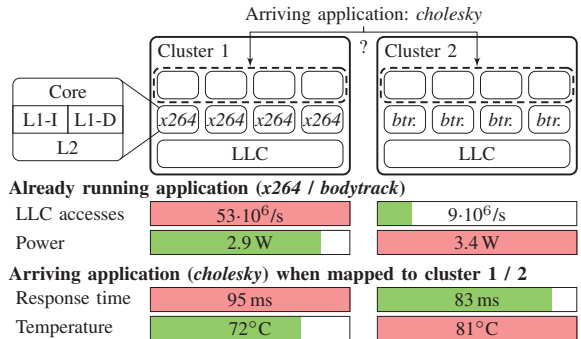 Arriving application: cholesky
?
Cluster 1
Cluster 2
Core
L1-I L1-D
L2
x264 x264 x264 x264
btr. btr. btr. btr.
LLC
LLC
Already running application (x264 / bodytrack)
LLC accesses 53·10⁶/s 9·10⁶/s
Power 2.9 W 3.4 W
Arriving application (cholesky) when mapped to cluster 1 / 2
Response time 95 ms 83 ms
Temperature 72°C 81°C